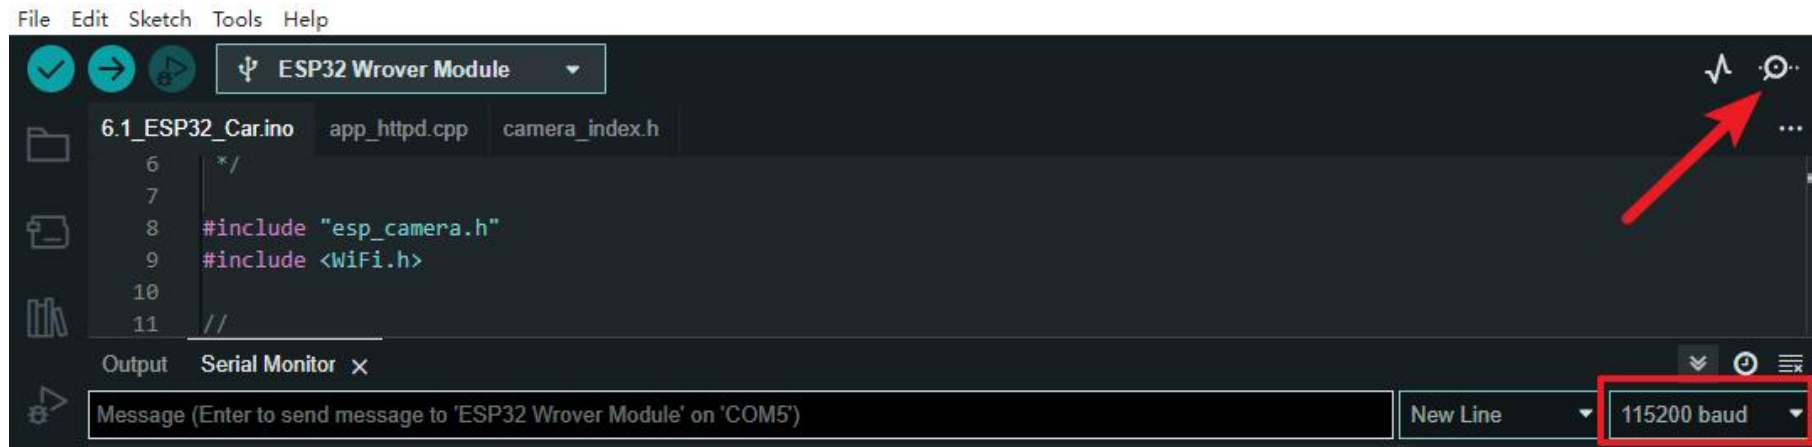 File Edit Sketch Tools Help
ESP32 Wrover Module
6.1_ESP32_Car.ino app_httpd.cpp camera_index.h
6 */
7
8 #include "esp_camera.h"
9 #include <WiFi.h>
10
11 //
Output Serial Monitor
Message (Enter to send message to 'ESP32 Wrover Module' on 'COM5') New Line 115200 baud